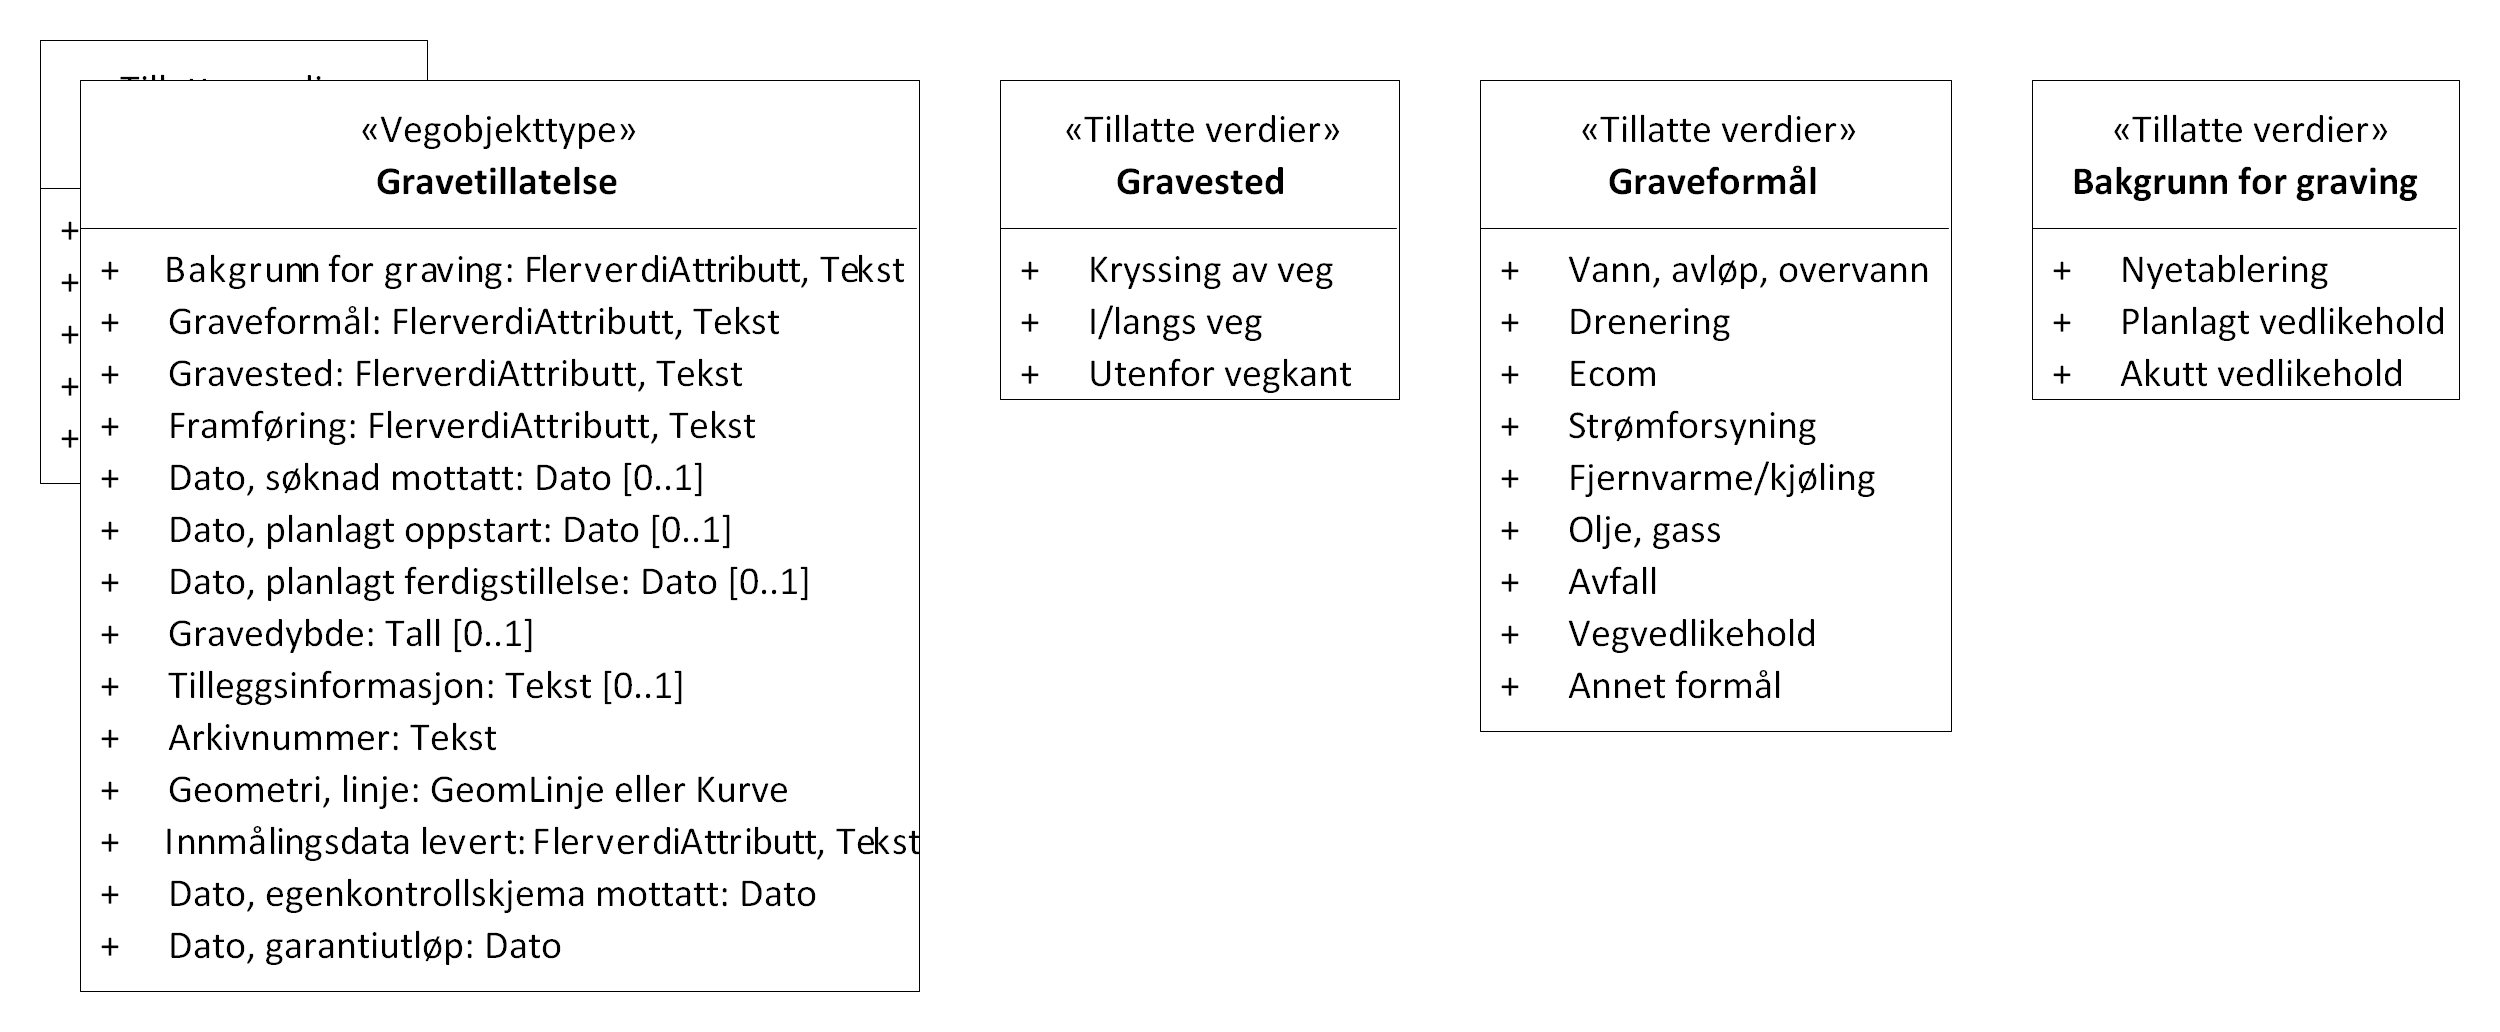 «Vegobjekttype»
Gravetillatelse
+ Bakgrunn for graving: FlerverdiAttributt, Tekst
+ Graveformål: FlerverdiAttributt, Tekst
+ Gravested: FlerverdiAttributt, Tekst
+ Framføring: FlerverdiAttributt, Tekst
+ Dato, søknad mottatt: Dato [0..1]
+ Dato, planlagt oppstart: Dato [0..1]
+ Dato, planlagt ferdigstillelse: Dato [0..1]
+ Gravedybde: Tall [0..1]
+ Tilleggsinformasjon: Tekst [0..1]
+ Arkivnummer: Tekst
+ Geometri, linje: GeomLinje eller Kurve
+ Innmålingsdata levert: FlerverdiAttributt, Tekst
+ Dato, egenkontrollskjema mottatt: Dato
+ Dato, garantiutløp: Dato
+
+
+
+
+
«Tillatte verdier»
Gravested
+ Kryssing av veg
+ I/langs veg
+ Utenfor vegkant
«Tillatte verdier»
Graveformål
+ Vann, avløp, overvann
+ Drenering
+ Ecom
+ Strømforsyning
+ Fjernvarme/kjøling
+ Olje, gass
+ Avfall
+ Vegvedlikehold
+ Annet formål
«Tillatte verdier»
Bakgrunn for graving
+ Nyetablering
+ Planlagt vedlikehold
+ Akutt vedlikehold